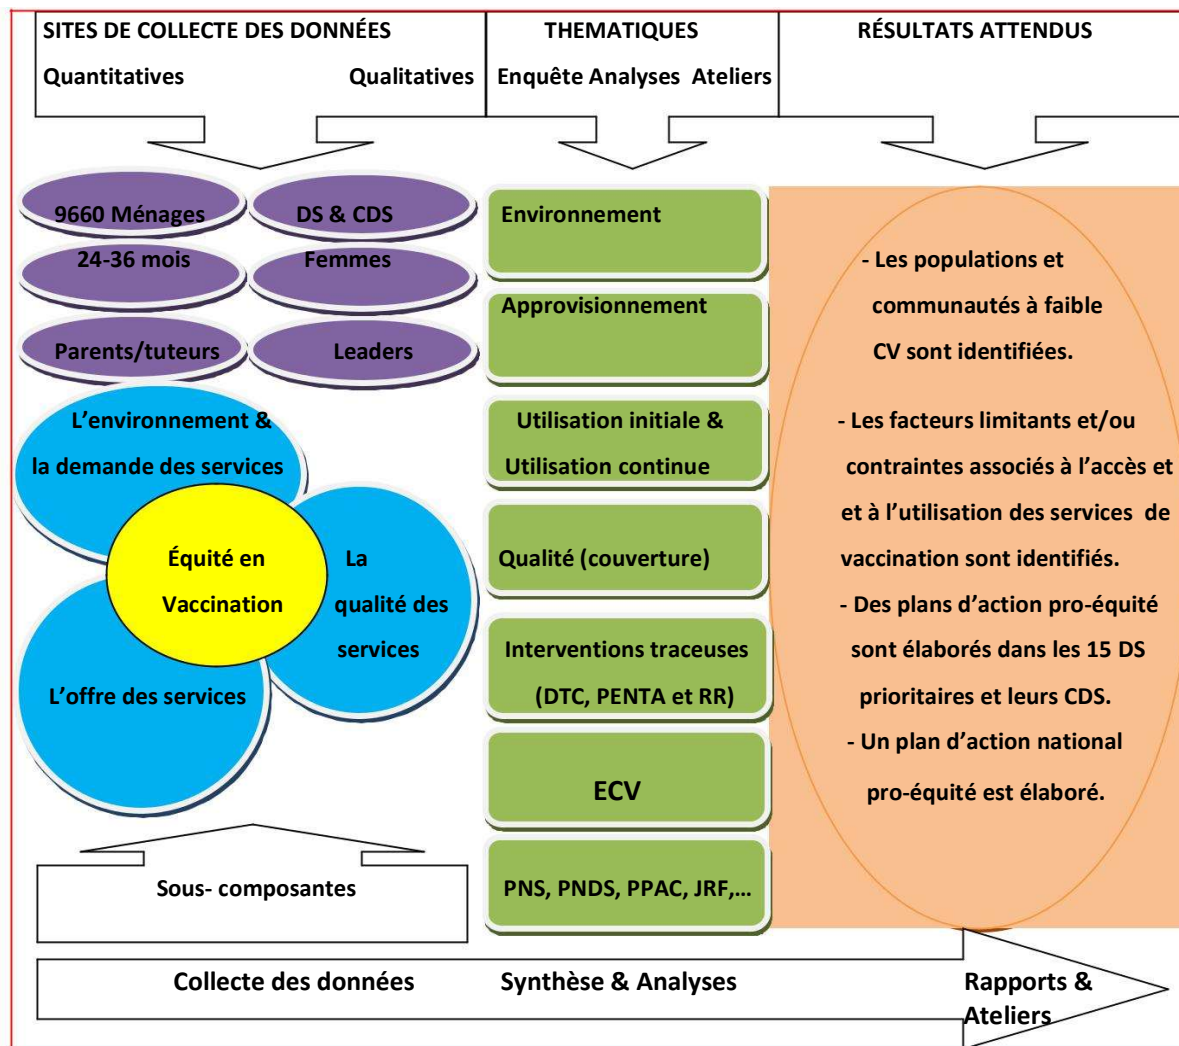 SITES DE COLLECTE DES DONNÉES
Quantitatives Qualitatives
THEMATIQUES
Enquête Analyses Ateliers
RÉSULTATS ATTENDUS
9660 Ménages
DS & CDS
24-36 mois
Femmes
Parents/tuteurs
Leaders
L’environnement &
la demande des services
Équité en
Vaccination
La
qualité des
services
L’offre des services
Sous- composantes
Environnement
Approvisionnement
Utilisation initiale &
Utilisation continue
Qualité (couverture)
Interventions traceuses
(DTC, PENTA et RR)
ECV
PNS, PNDS, PPAC, JRF,…
- Les populations et
communautés à faible
CV sont identifiées.
- Les facteurs limitants et/ou
contraintes associés à l’accès et
et à l’utilisation des services de
vaccination sont identifiés.
- Des plans d’action pro-équité
sont élaborés dans les 15 DS
prioritaires et leurs CDS.
- Un plan d’action national
pro-équité est élaboré.
Collecte des données
Synthèse & Analyses
Rapports &
Ateliers